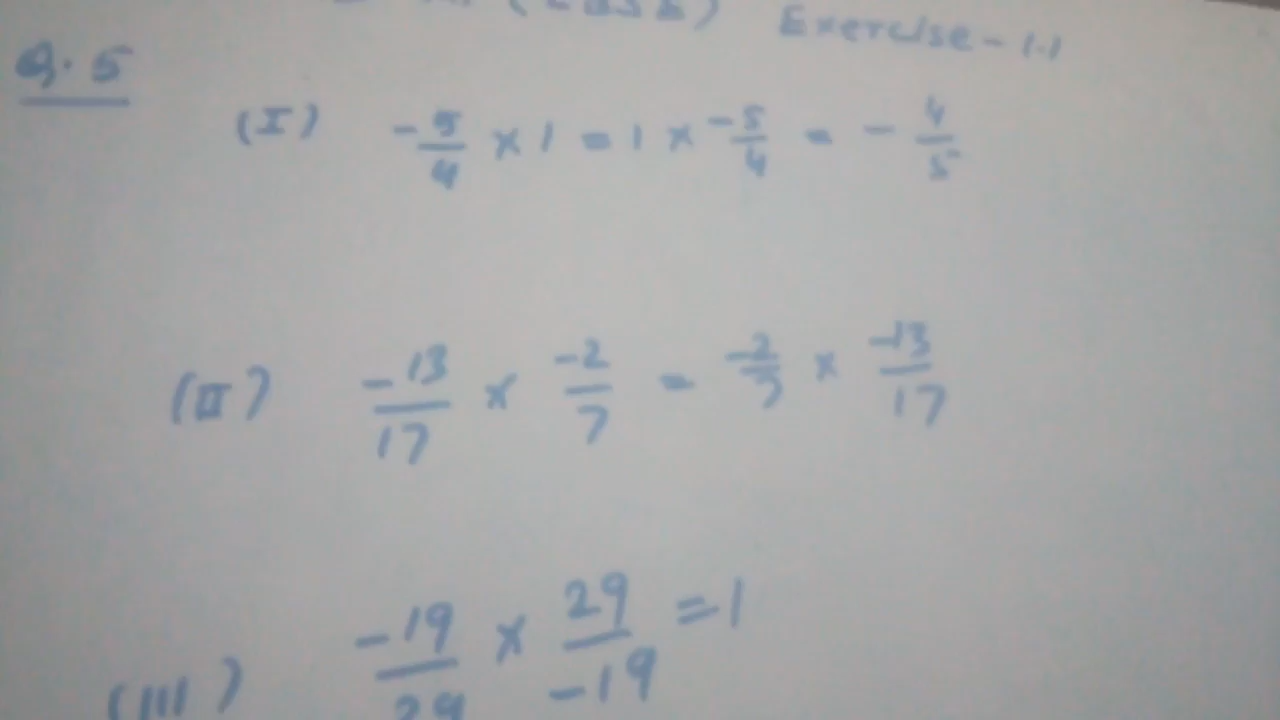 Exercise - 1.1
Q. 5
(I) -5/4 × 1 = 1 × -5/4 = - 4/5
(II) -13/17 × -2/7 = -2/7 × -13/17
(III) -19/29 × 29/-19 = 1